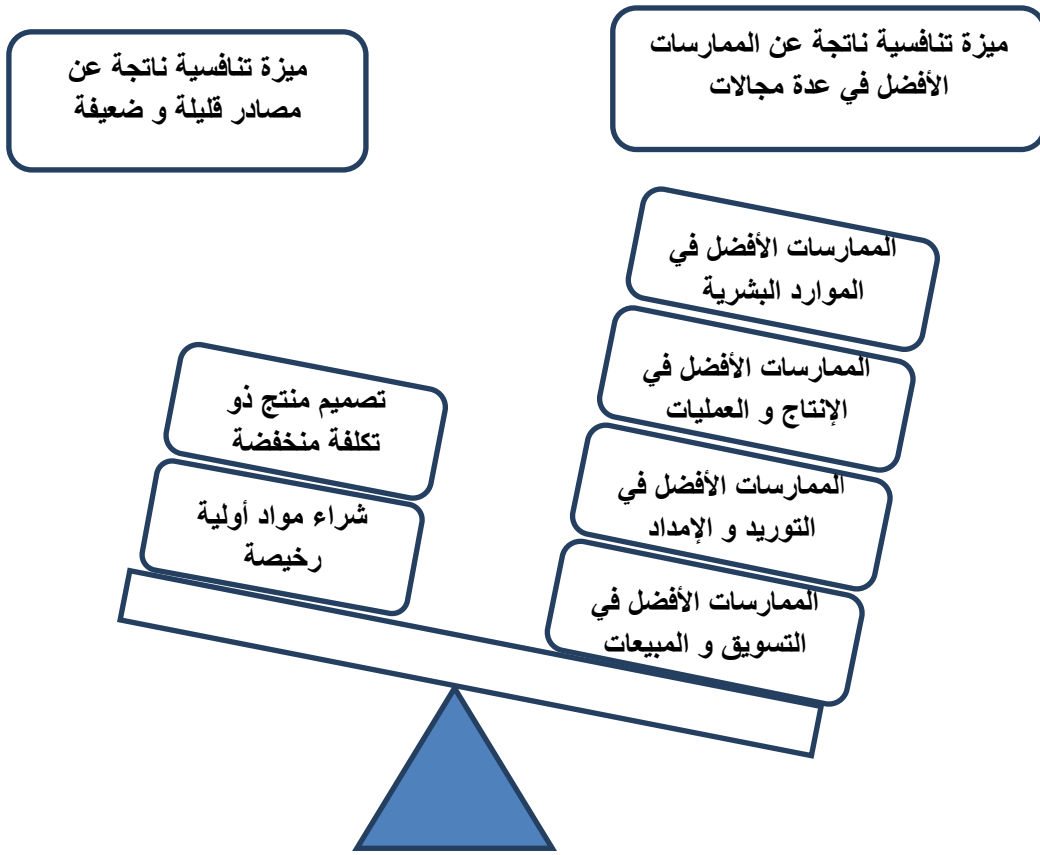 ميزة تنافسية ناتجة عن الممارسات
الأفضل في عدة مجالات
ميزة تنافسية ناتجة عن
مصادر قليلة و ضعيفة
الممارسات الأفضل في
الموارد البشرية
الممارسات الأفضل في
الإنتاج و العمليات
الممارسات الأفضل في
التوريد و الإمداد
الممارسات الأفضل في
التسويق و المبيعات
تصميم منتج ذو
تكلفة منخفضة
شراء مواد أولية
رخيصة